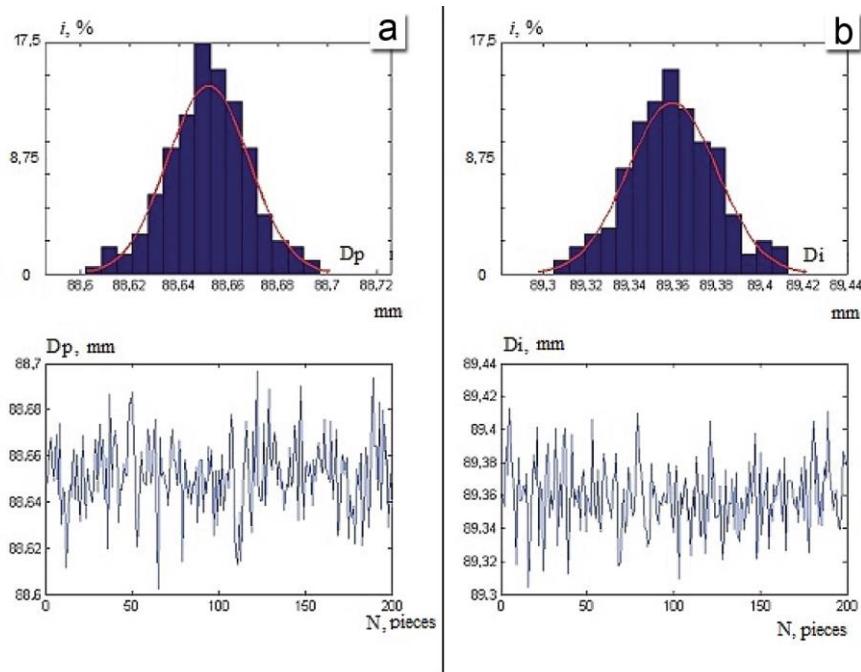 a
i, %
17,5
8,75
0
Dp
88,6 88,62 88,64 88,66 88,68 88,7 88,72
mm
Dp, mm
88,7
88,68
88,66
88,64
88,62
88,6
0 50 100 150 200
N, pieces
b
i, %
17,5
8,75
0
Di
89,3 89,32 89,34 89,36 89,38 89,4 89,42 89,44
mm
Di, mm
89,44
89,42
89,4
89,38
89,36
89,34
89,32
89,3
0 50 100 150 200
N, pieces